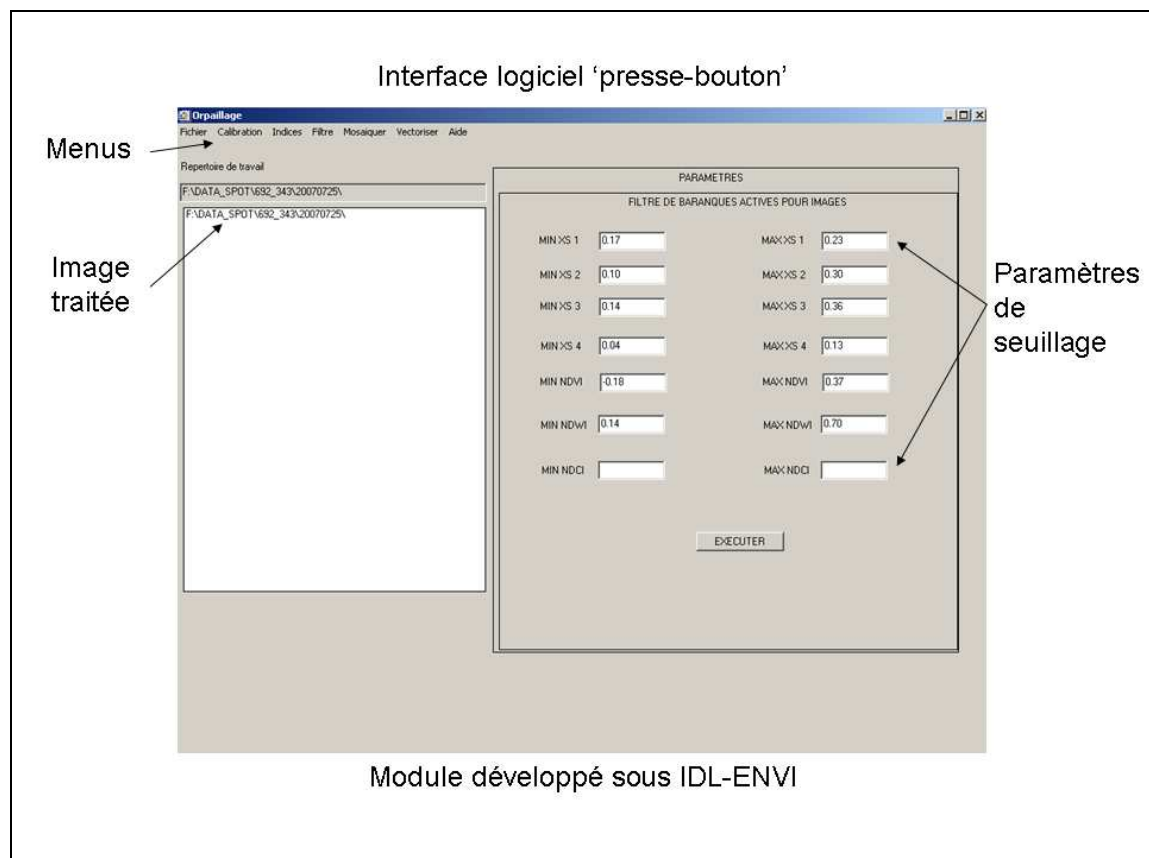 Interface logiciel ‘presse-bouton’
Orpaillage
Fichier Calibration Indices Filtre Mosaiquer Vectoriser Aide
Menus
Repertoire de travail
F:\DATA_SPOT\692_343\20070725\
F:\DATA_SPOT\692_343\20070725\
Image
traitée
PARAMETRES
FILTRE DE BARANQUES ACTIVES POUR IMAGES
MIN XS 1 0.17 MAX XS 1 0.23
MIN XS 2 0.10 MAX XS 2 0.30
MIN XS 3 0.14 MAX XS 3 0.36
MIN XS 4 0.04 MAX XS 4 0.13
MIN NDVI -0.18 MAX NDVI 0.37
MIN NDWI 0.14 MAX NDWI 0.70
MIN NDCI MAX NDCI
EXECUTER
Paramètres
de
seuillage
Module développé sous IDL-ENVI